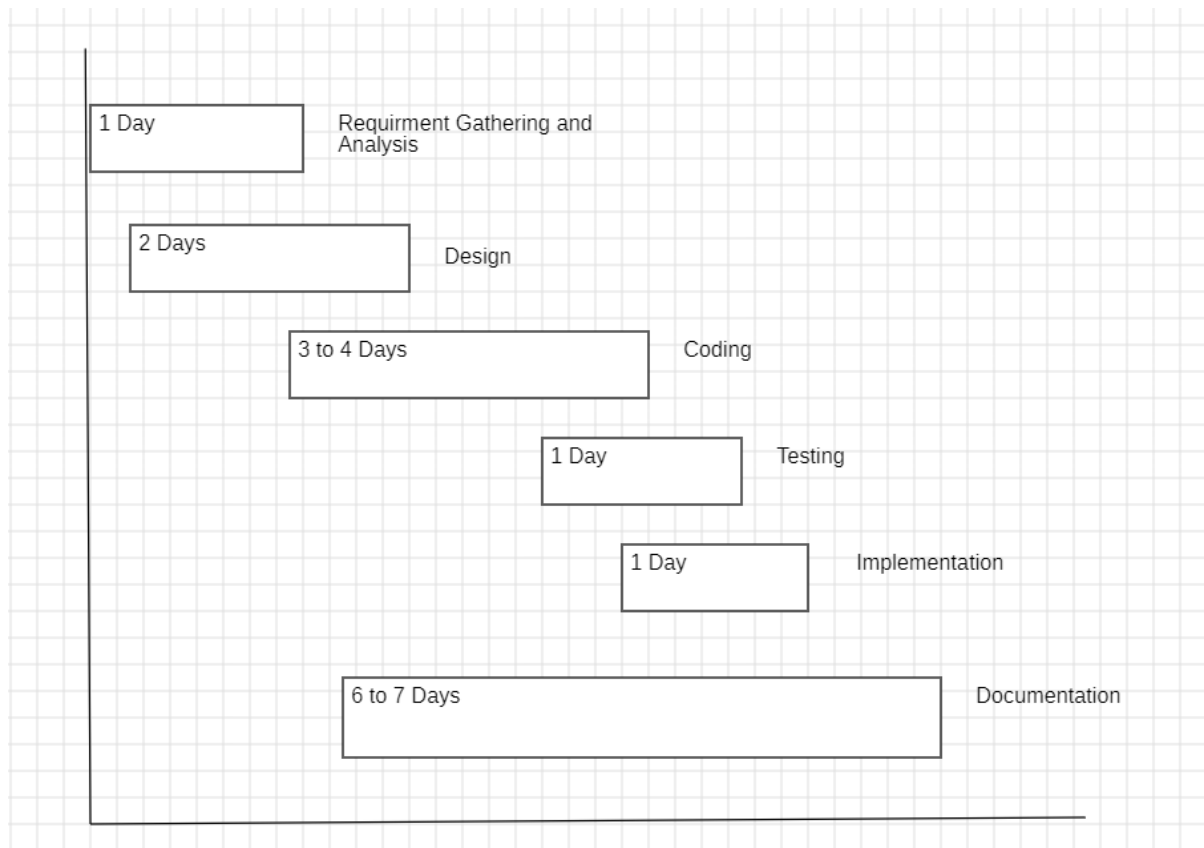 1 Day
Requirment Gathering and
Analysis
2 Days
Design
3 to 4 Days
Coding
1 Day
Testing
1 Day
Implementation
6 to 7 Days
Documentation